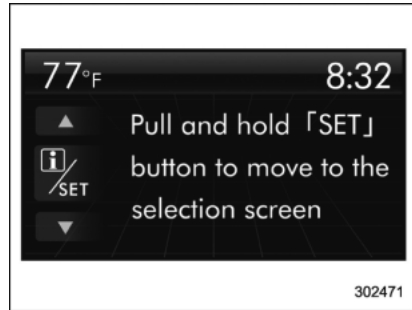 77°F 8:32
▲
Pull and hold「SET」
button to move to the
selection screen
i/SET
▼
302471